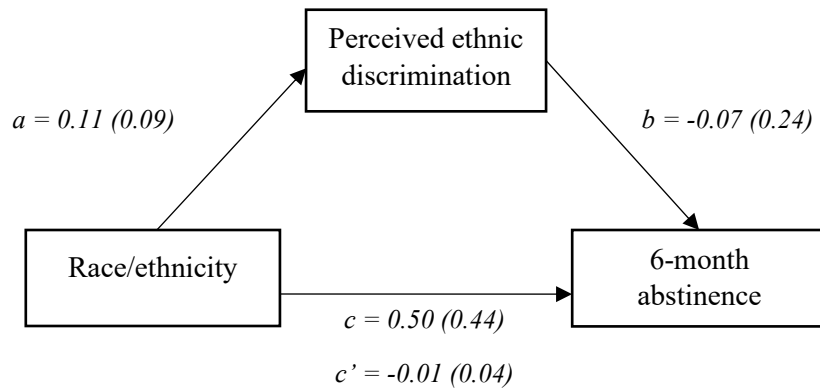 Perceived ethnic
discrimination
a = 0.11 (0.09)
b = -0.07 (0.24)
Race/ethnicity
6-month
abstinence
c = 0.50 (0.44)
c’ = -0.01 (0.04)